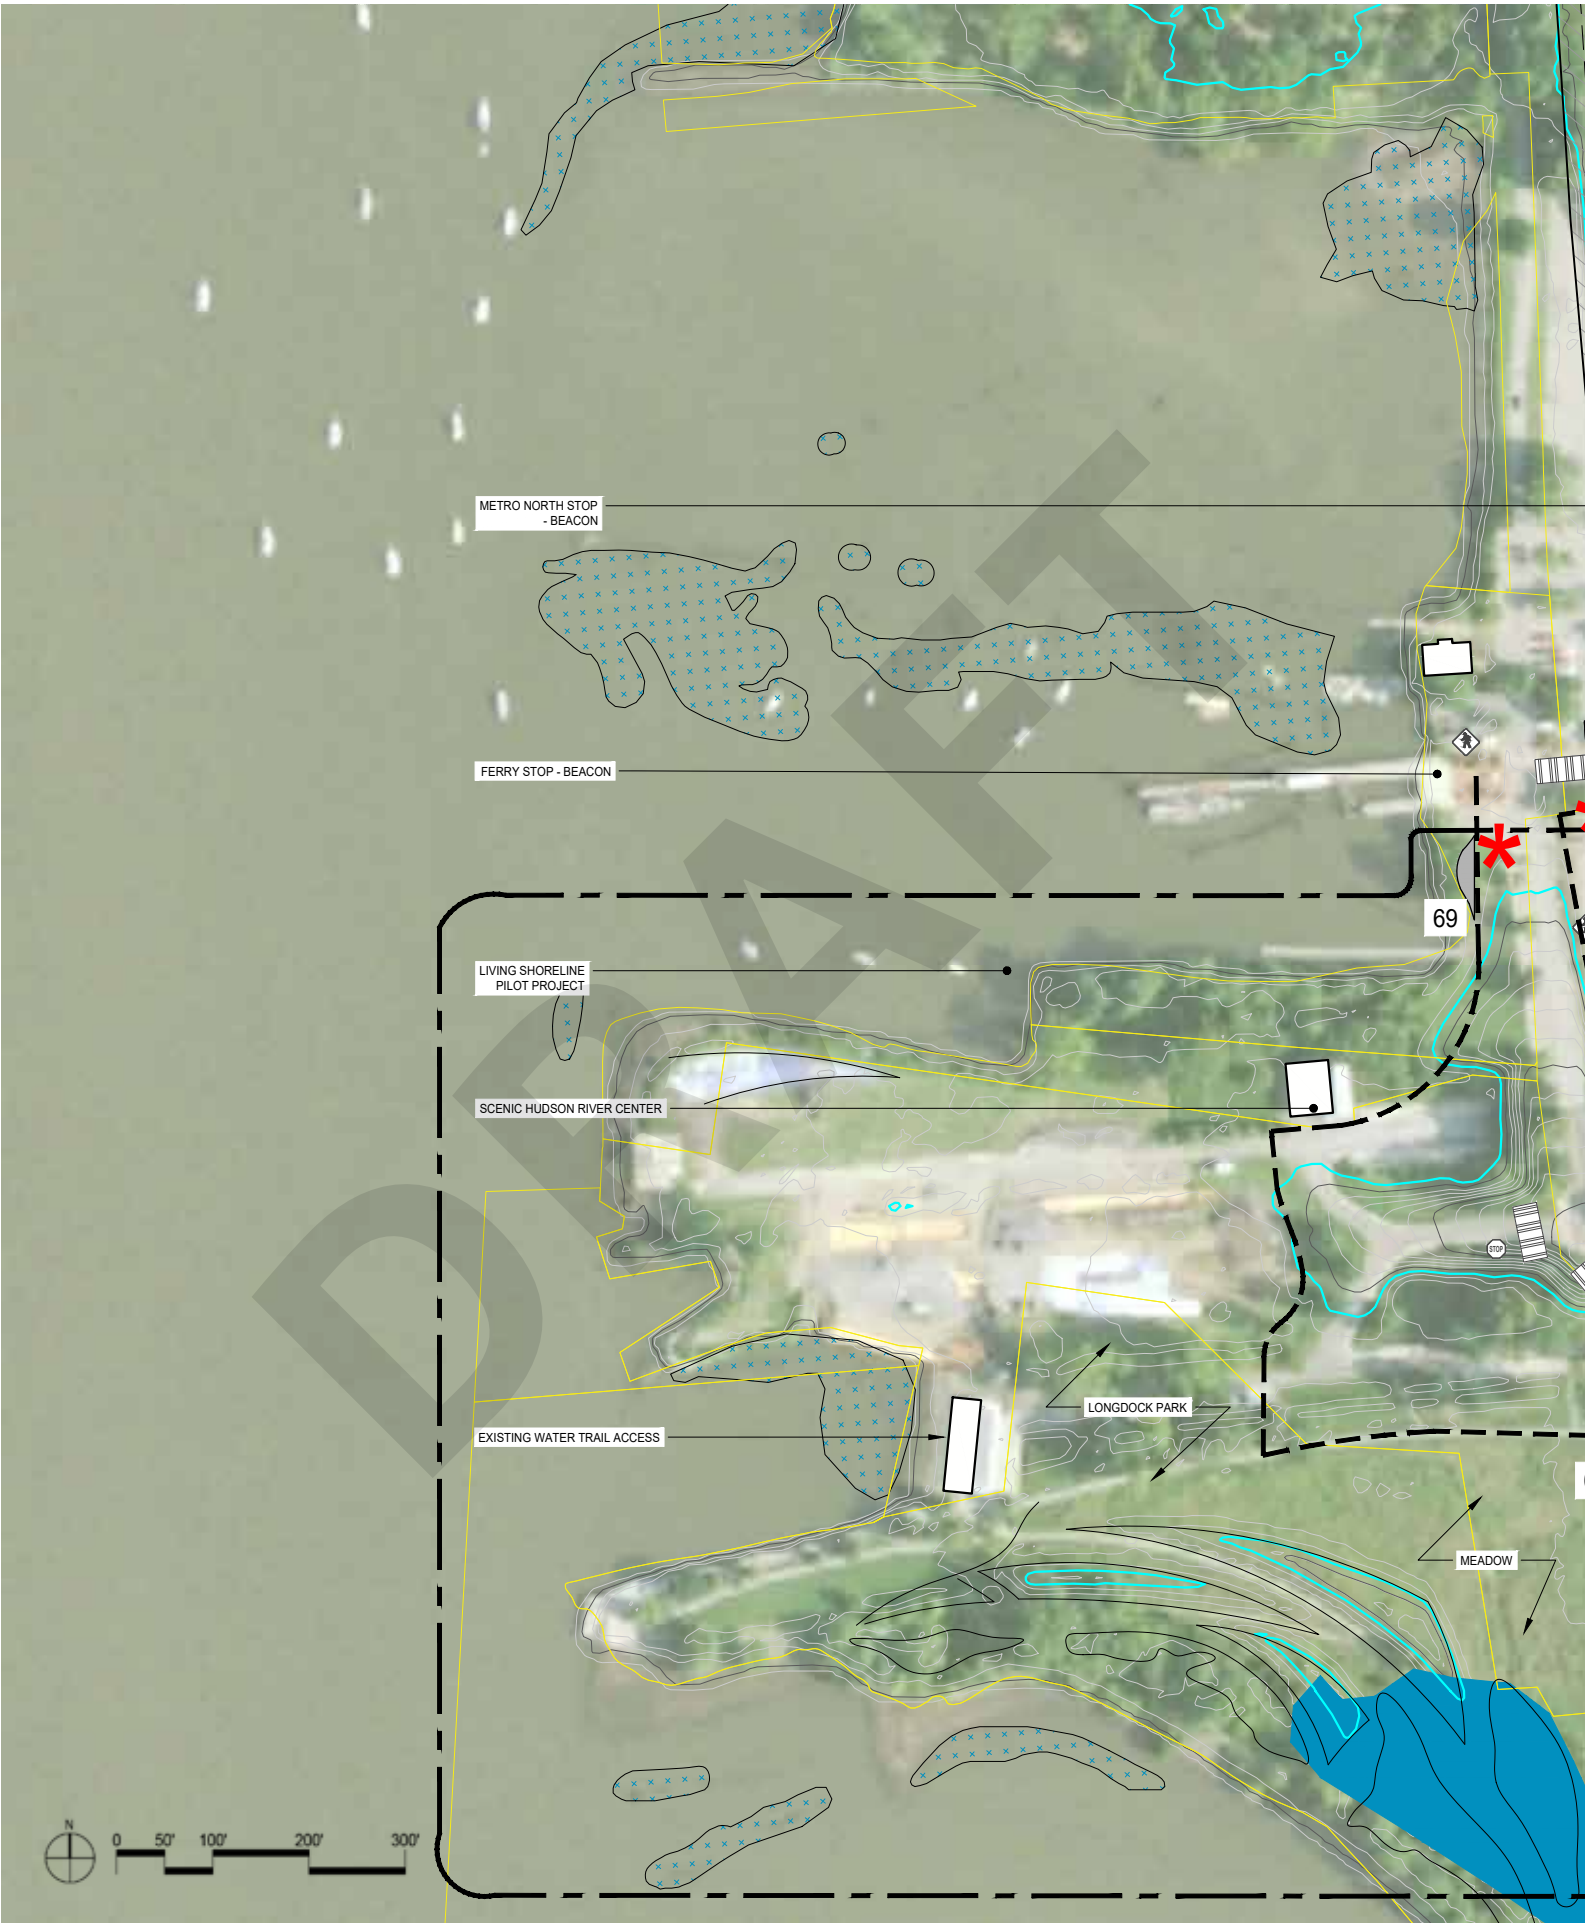 METRO NORTH STOP
- BEACON
FERRY STOP - BEACON
69
LIVING SHORELINE
PILOT PROJECT
SCENIC HUDSON RIVER CENTER
STOP
LONGDOCK PARK
EXISTING WATER TRAIL ACCESS
MEADOW
DRAFT
N
0 50' 100' 200' 300'